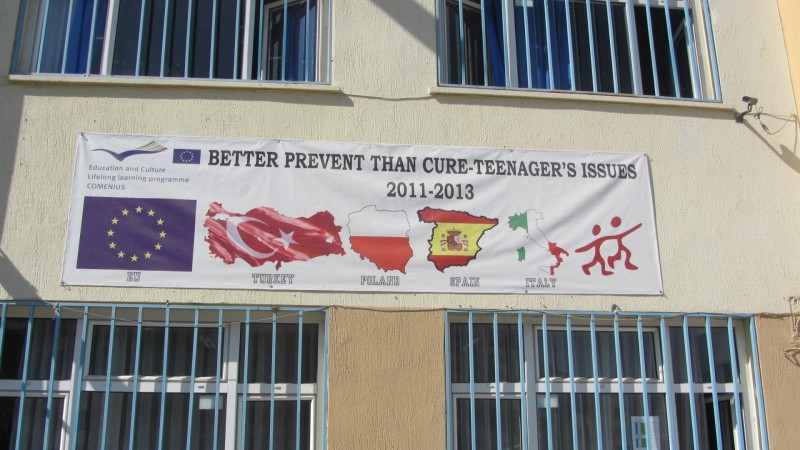 Education and Culture
Lifelong learning programme
COMENIUS
BETTER PREVENT THAN CURE-TEENAGER'S ISSUES
2011-2013
EU
TURKEY
POLAND
SPAIN
ITALY